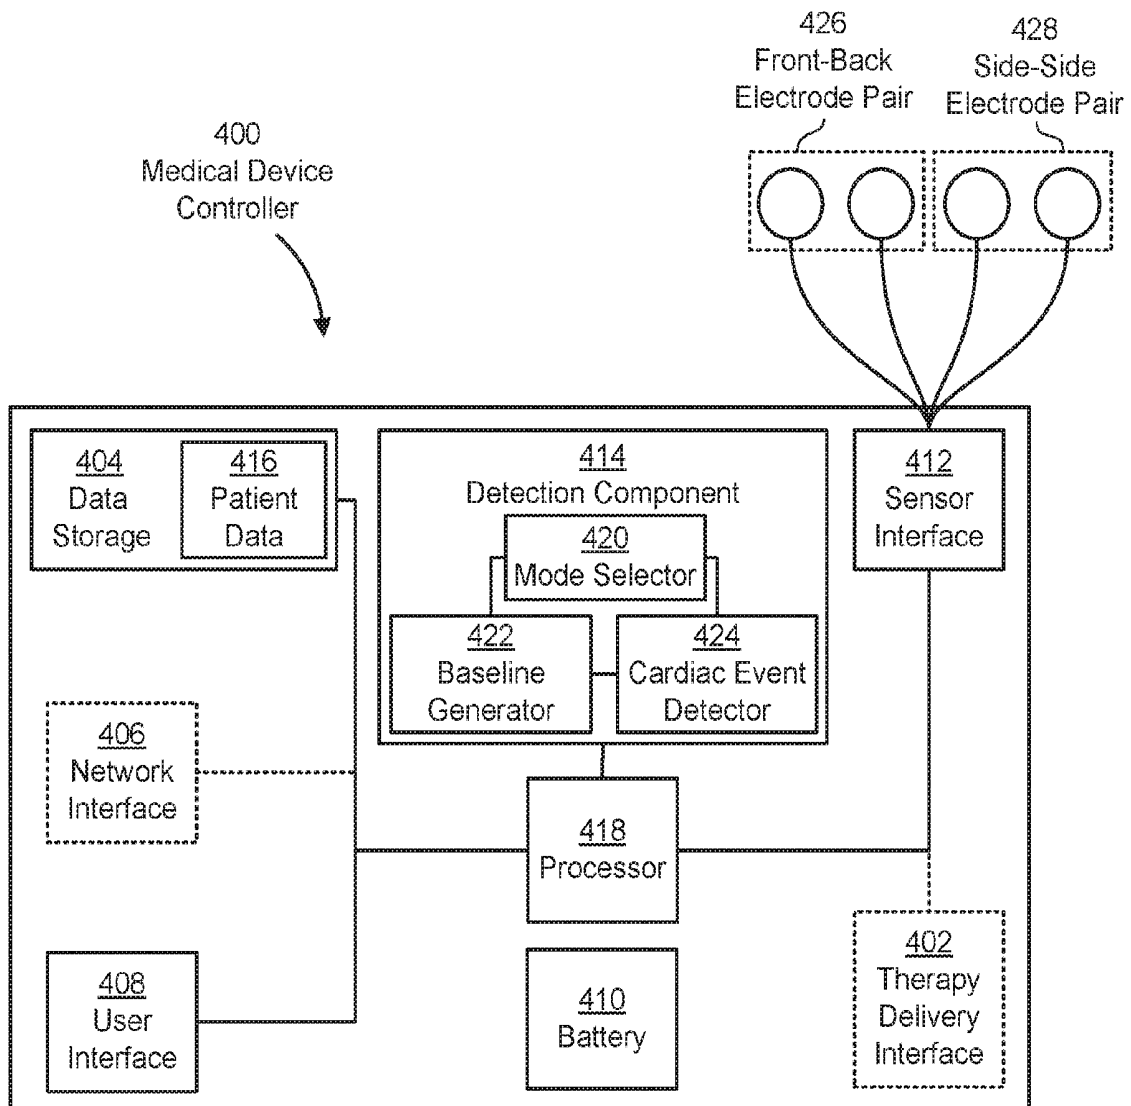 426
Front-Back
Electrode Pair
428
Side-Side
Electrode Pair
400
Medical Device
Controller
404
Data
Storage
416
Patient
Data
414
Detection Component
420
Mode Selector
422
Baseline
Generator
424
Cardiac Event
Detector
412
Sensor
Interface
406
Network
Interface
418
Processor
408
User
Interface
410
Battery
402
Therapy
Delivery
Interface